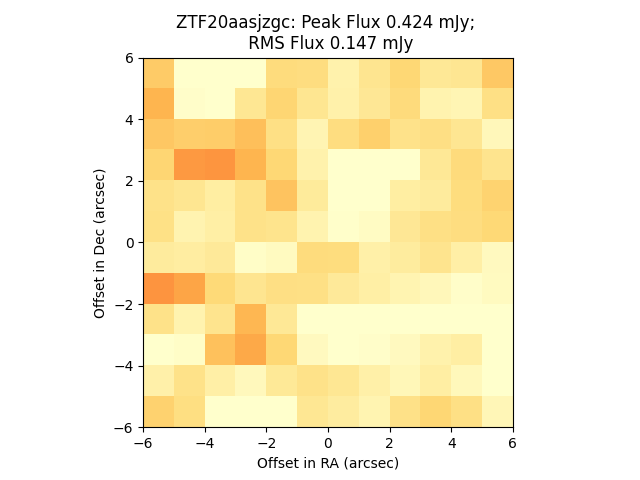 ZTF20aasjzgc: Peak Flux 0.424 mJy;
RMS Flux 0.147 mJy
6
4
2
0
−2
−4
−6
Offset in Dec (arcsec)
−6 −4 −2 0 2 4 6
Offset in RA (arcsec)